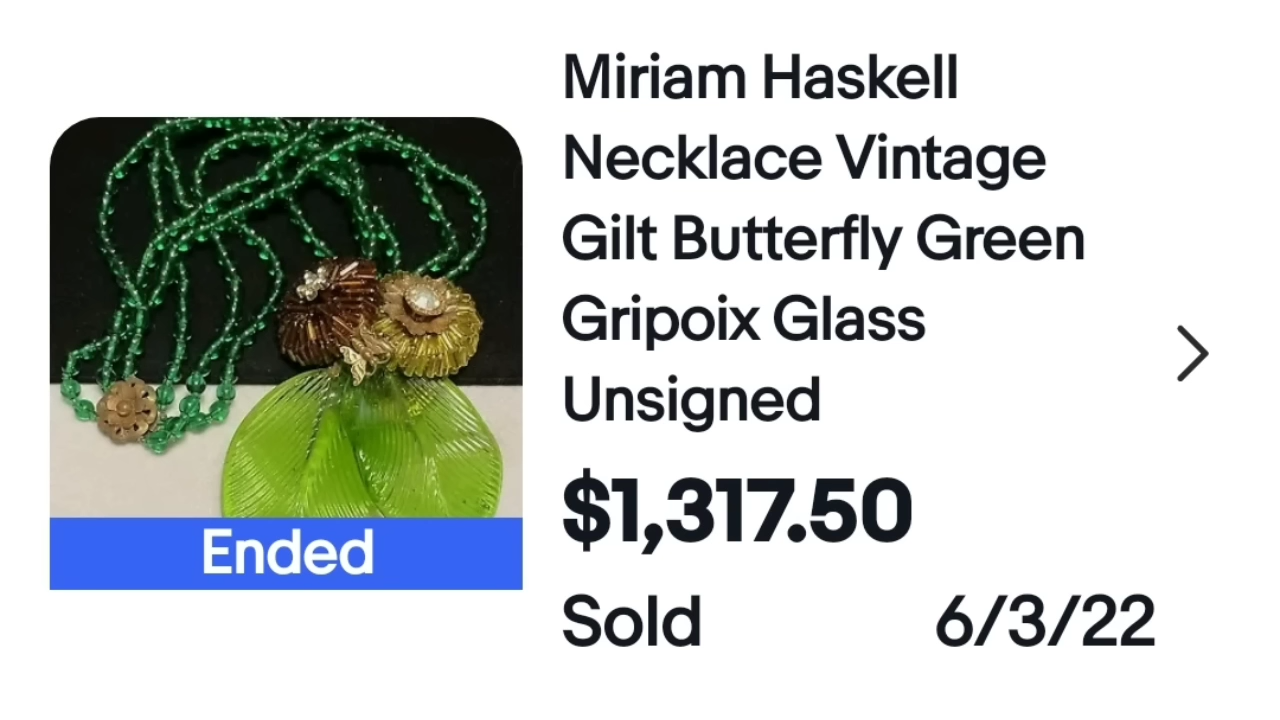 Miriam Haskell
Necklace Vintage
Gilt Butterfly Green
Gripoix Glass
Unsigned
$1,317.50
Ended
Sold 6/3/22